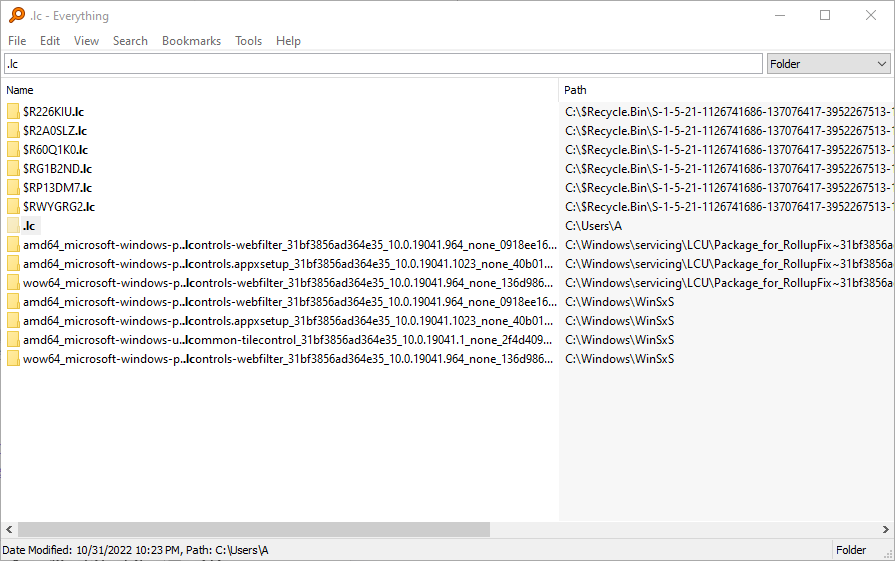 .lc - Everything
File Edit View Search Bookmarks Tools Help
.lc Folder
Name Path
$R226KIU.lc C:\$Recycle.Bin\S-1-5-21-1126741686-137076417-3952267513-1
$R2A0SLZ.lc C:\$Recycle.Bin\S-1-5-21-1126741686-137076417-3952267513-1
$R60Q1K0.lc C:\$Recycle.Bin\S-1-5-21-1126741686-137076417-3952267513-1
$RG1B2ND.lc C:\$Recycle.Bin\S-1-5-21-1126741686-137076417-3952267513-1
$RP13DM7.lc C:\$Recycle.Bin\S-1-5-21-1126741686-137076417-3952267513-1
$RWYGRG2.lc C:\$Recycle.Bin\S-1-5-21-1126741686-137076417-3952267513-1
.lc C:\Users\A
amd64_microsoft-windows-p..lcontrols-webfilter_31bf3856ad364e35_10.0.19041.964_none_0918ee16... C:\Windows\servicing\LCU\Package_for_RollupFix~31bf3856a
amd64_microsoft-windows-p..lcontrols.appxsetup_31bf3856ad364e35_10.0.19041.1023_none_40b01... C:\Windows\servicing\LCU\Package_for_RollupFix~31bf3856a
wow64_microsoft-windows-p..lcontrols-webfilter_31bf3856ad364e35_10.0.19041.964_none_136d986... C:\Windows\servicing\LCU\Package_for_RollupFix~31bf3856a
amd64_microsoft-windows-p..lcontrols-webfilter_31bf3856ad364e35_10.0.19041.964_none_0918ee16... C:\Windows\WinSxS
amd64_microsoft-windows-p..lcontrols.appxsetup_31bf3856ad364e35_10.0.19041.1023_none_40b01... C:\Windows\WinSxS
amd64_microsoft-windows-u..lcommon-tilecontrol_31bf3856ad364e35_10.0.19041.1_none_2f4d409... C:\Windows\WinSxS
wow64_microsoft-windows-p..lcontrols-webfilter_31bf3856ad364e35_10.0.19041.964_none_136d986... C:\Windows\WinSxS
Date Modified: 10/31/2022 10:23 PM, Path: C:\Users\A Folder